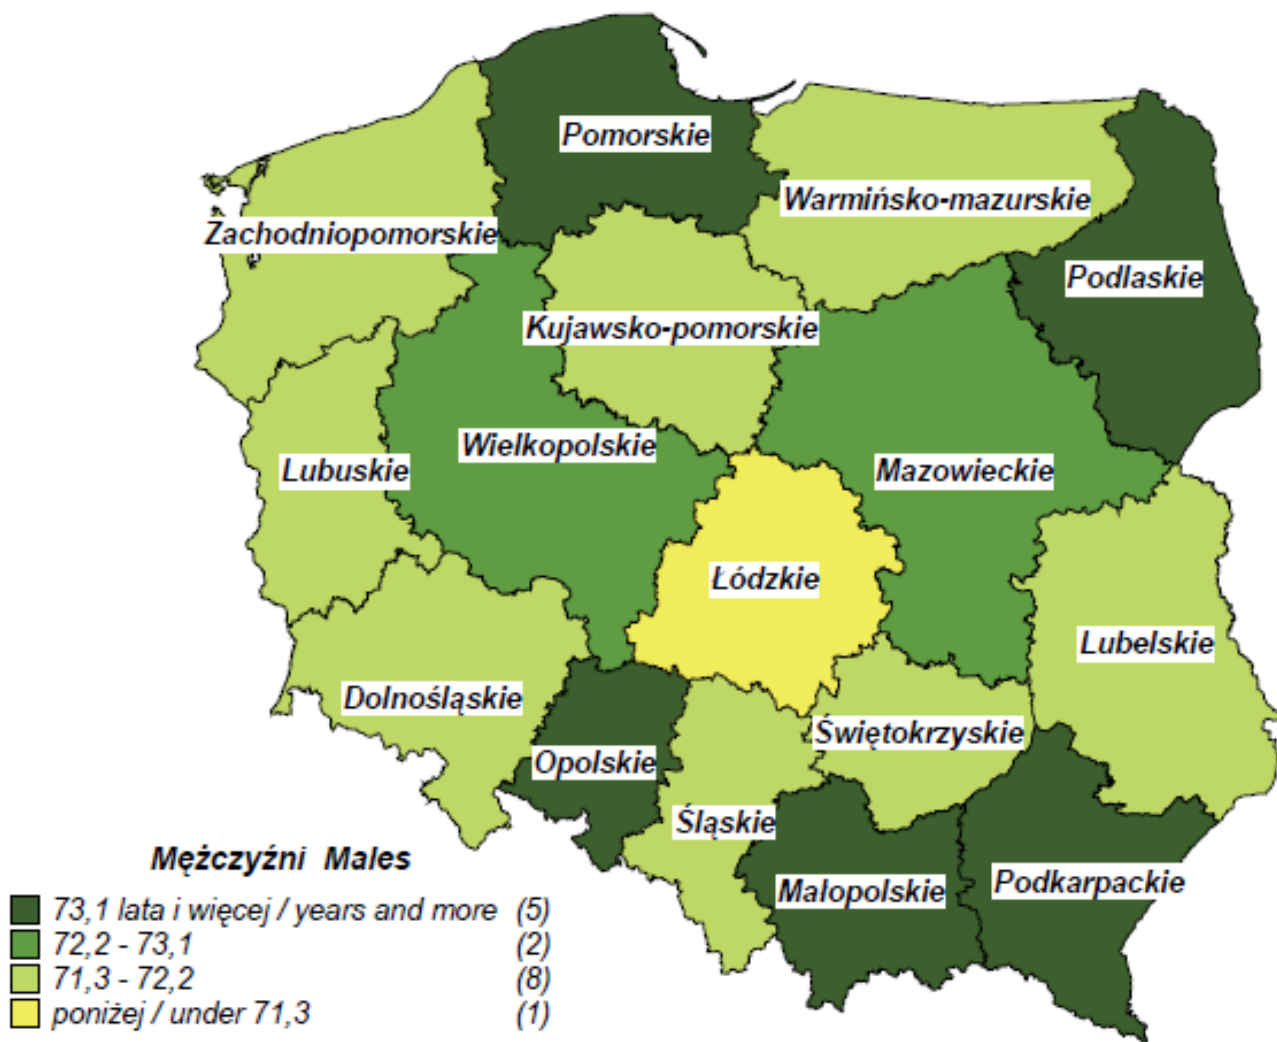 Pomorskie
Warmińsko-mazurskie
Zachodniopomorskie
Podlaskie
Kujawsko-pomorskie
Wielkopolskie
Lubuskie
Mazowieckie
Łódzkie
Lubelskie
Dolnośląskie
Świętokrzyskie
Opolskie
Śląskie
Małopolskie
Podkarpackie
Mężczyźni Males
73,1 lata i więcej / years and more (5)
72,2 - 73,1 (2)
71,3 - 72,2 (8)
poniżej / under 71,3 (1)